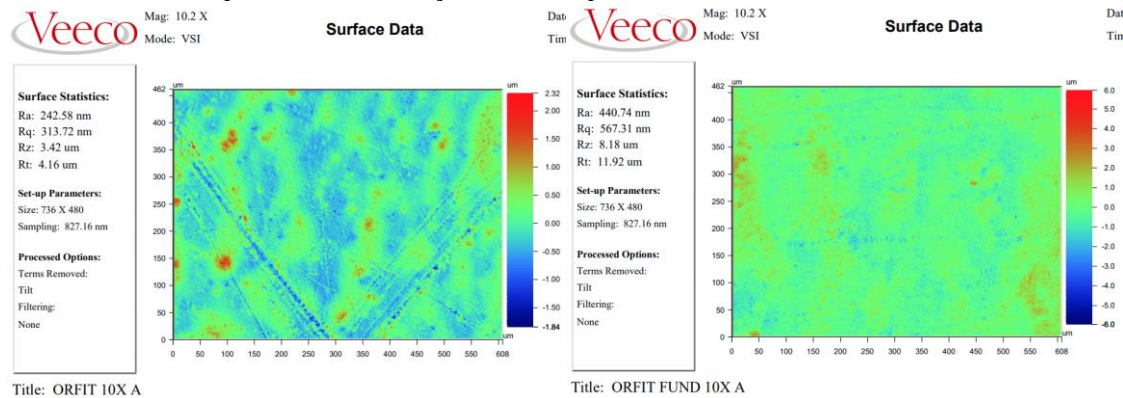 Veeco
Mag: 10.2 X
Mode: VSI
Surface Data
Surface Statistics:
Ra: 242.58 nm
Rq: 313.72 nm
Rz: 3.42 um
Rt: 4.16 um
Set-up Parameters:
Size: 736 X 480
Sampling: 827.16 nm
Processed Options:
Terms Removed:
Tilt
Filtering:
None
um
462
400
350
300
250
200
150
100
50
0
0 50 100 150 200 250 300 350 400 450 500 550 608
um
2.32
2.00
1.50
1.00
0.50
0.00
-0.50
-1.00
-1.50
-1.84
Title: ORFIT 10X A
Veeco
Mag: 10.2 X
Mode: VSI
Surface Data
Surface Statistics:
Ra: 440.74 nm
Rq: 567.31 nm
Rz: 8.18 um
Rt: 11.92 um
Set-up Parameters:
Size: 736 X 480
Sampling: 827.16 nm
Processed Options:
Terms Removed:
Tilt
Filtering:
None
um
462
400
350
300
250
200
150
100
50
0
0 50 100 150 200 250 300 350 400 450 500 550 608
um
6.0
5.0
4.0
3.0
2.0
1.0
0.0
-1.0
-2.0
-3.0
-4.0
-5.0
-6.0
Title: ORFIT FUND 10X A